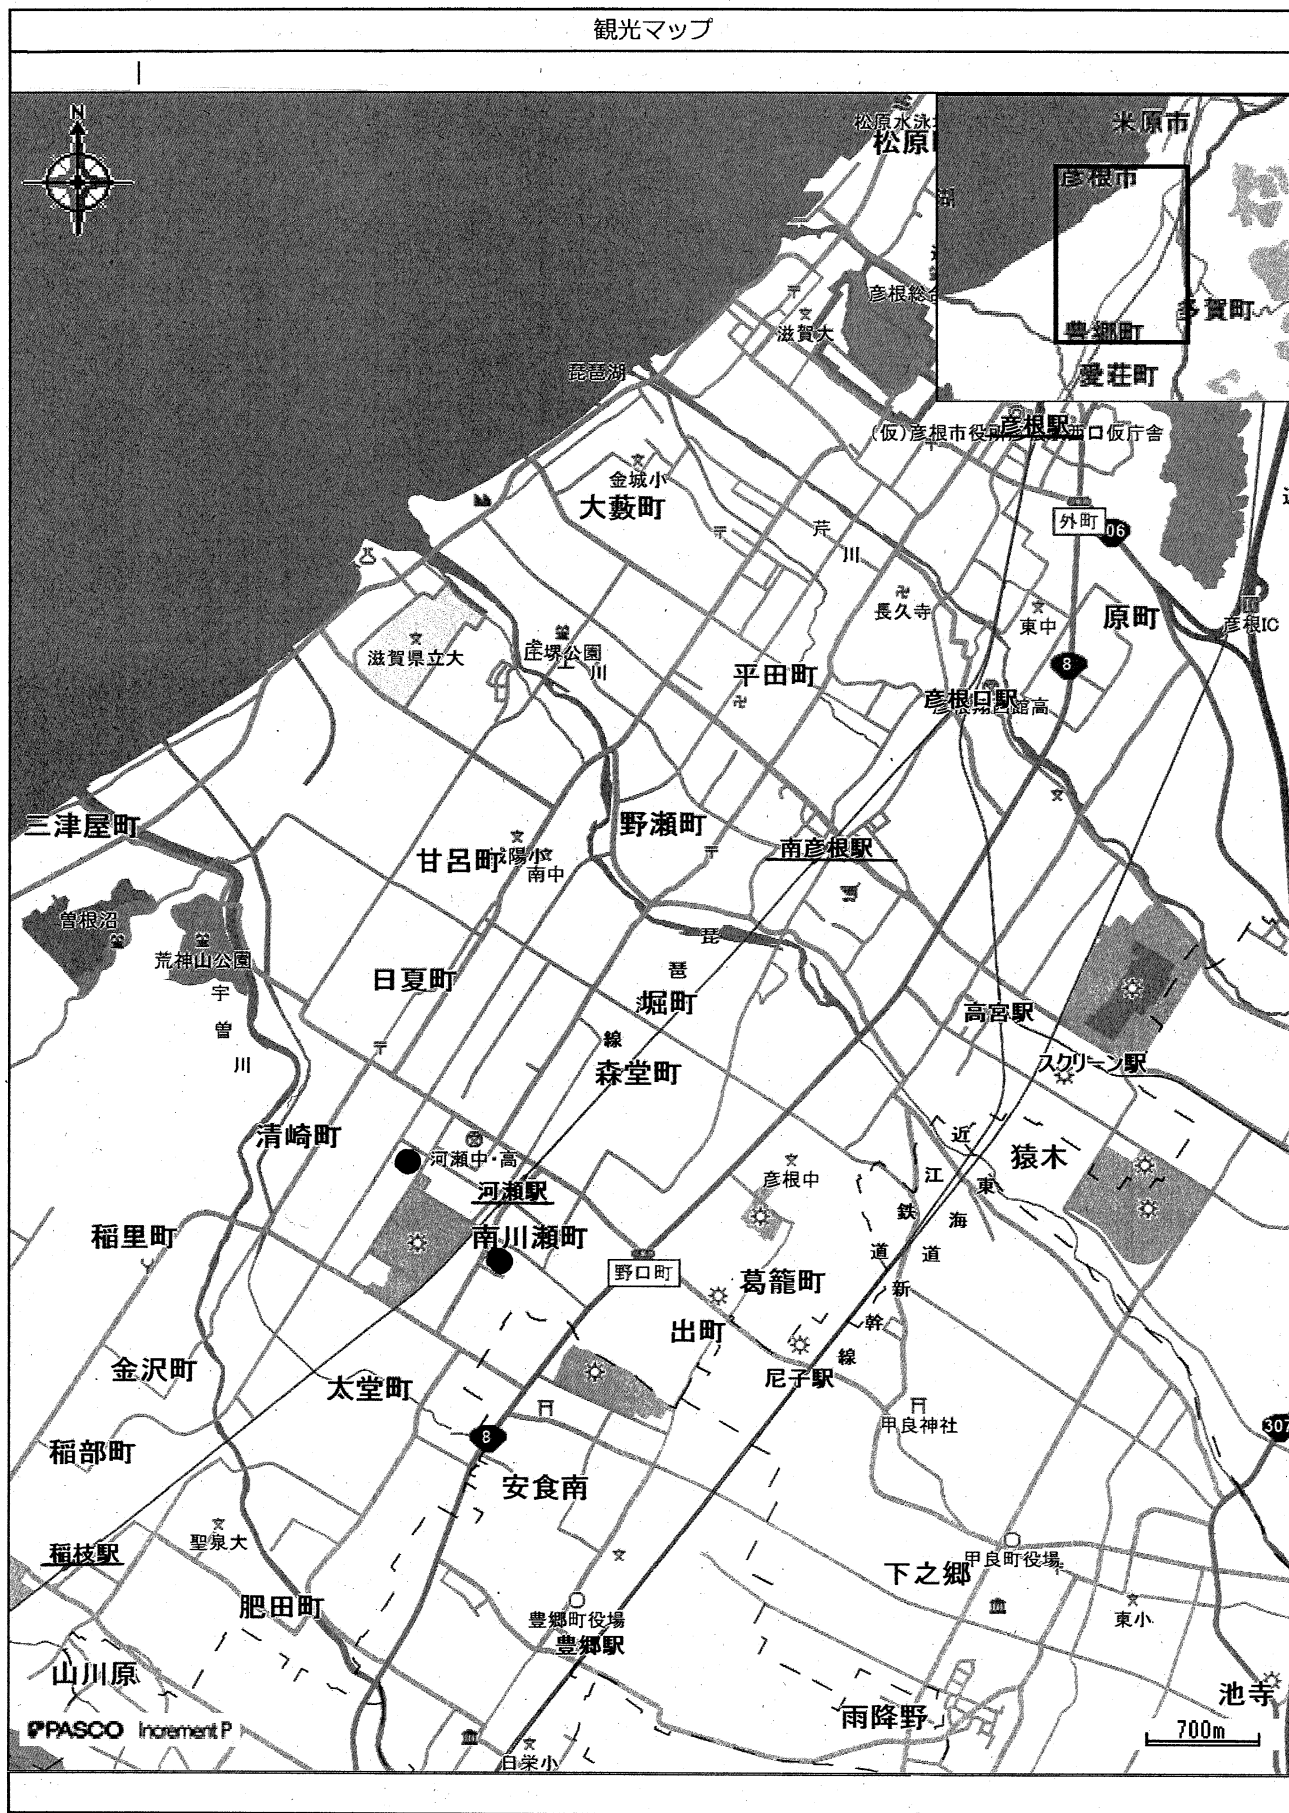 観光マップ
N
松原水泳
松原
米原市
彦根市
湖
多賀町
豊郷町
愛荘町
彦根総合
滋賀大
琵琶湖
彦根駅
(仮)彦根市役所
西口仮庁舎
金城小
大薮町
外町
06
芹
川
長久寺
東中
原町
彦根IC
滋賀県立大
庄堺公園
川
平田町
8
彦根口駅
三津屋町
野瀬町
甘呂町
城陽小
南中
南彦根駅
曽根沼
荒神山公園
琵
琶
線
日夏町
堀町
宇
曽
川
高宮駅
スクリーン駅
森堂町
清崎町
河瀬中・高
近
江
鉄
道
猿木
東
海
道
新
幹
線
彦根中
河瀬駅
稲里町
南川瀬町
野口町
葛籠町
出町
金沢町
太堂町
尼子駅
甲良神社
307
稲部町
8
安食南
聖泉大
稲枝駅
下之郷
甲良町役場
肥田町
豊郷町役場
東小
豊郷駅
山川原
池寺
雨降野
PASCO Increment P
700m
日栄小